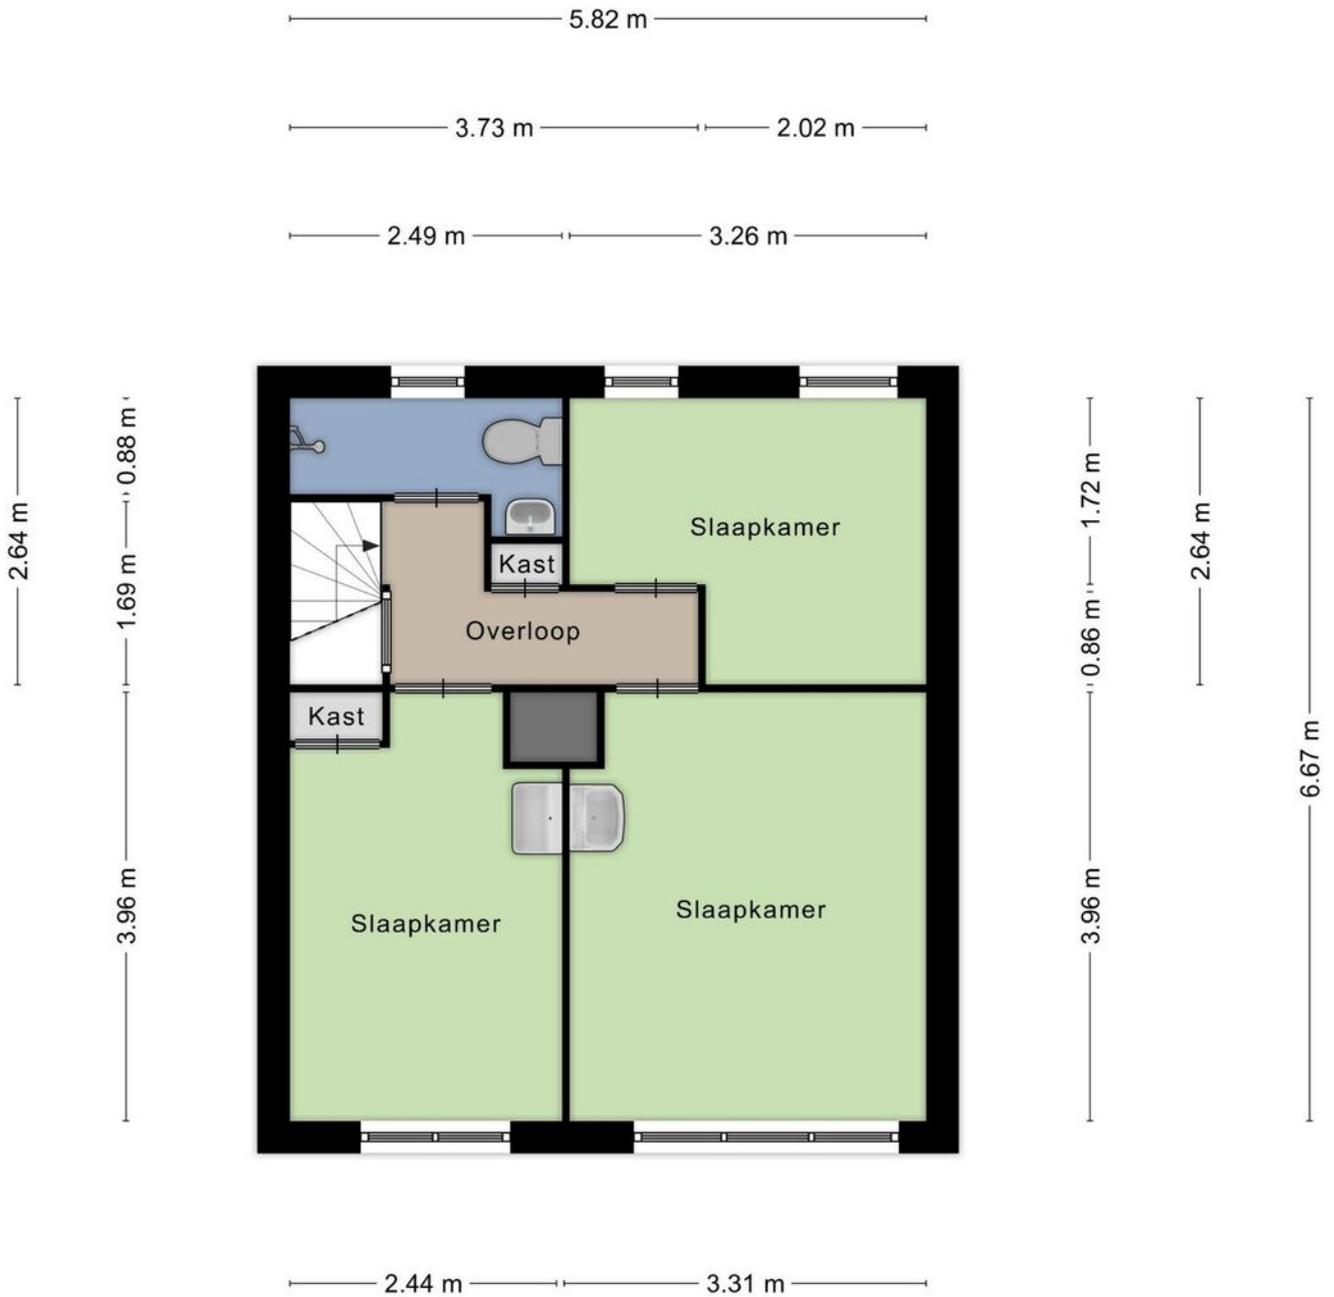 5.82 m
3.73 m
2.02 m
2.49 m
3.26 m
2.64 m
0.88 m
1.69 m
3.96 m
Slaapkamer
Kast
Overloop
Kast
Slaapkamer
Slaapkamer
1.72 m
0.86 m
3.96 m
2.64 m
6.67 m
2.44 m
3.31 m